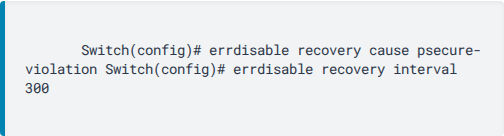 Switch(config)# errdisable recovery cause psecure-
violation Switch(config)# errdisable recovery interval
300